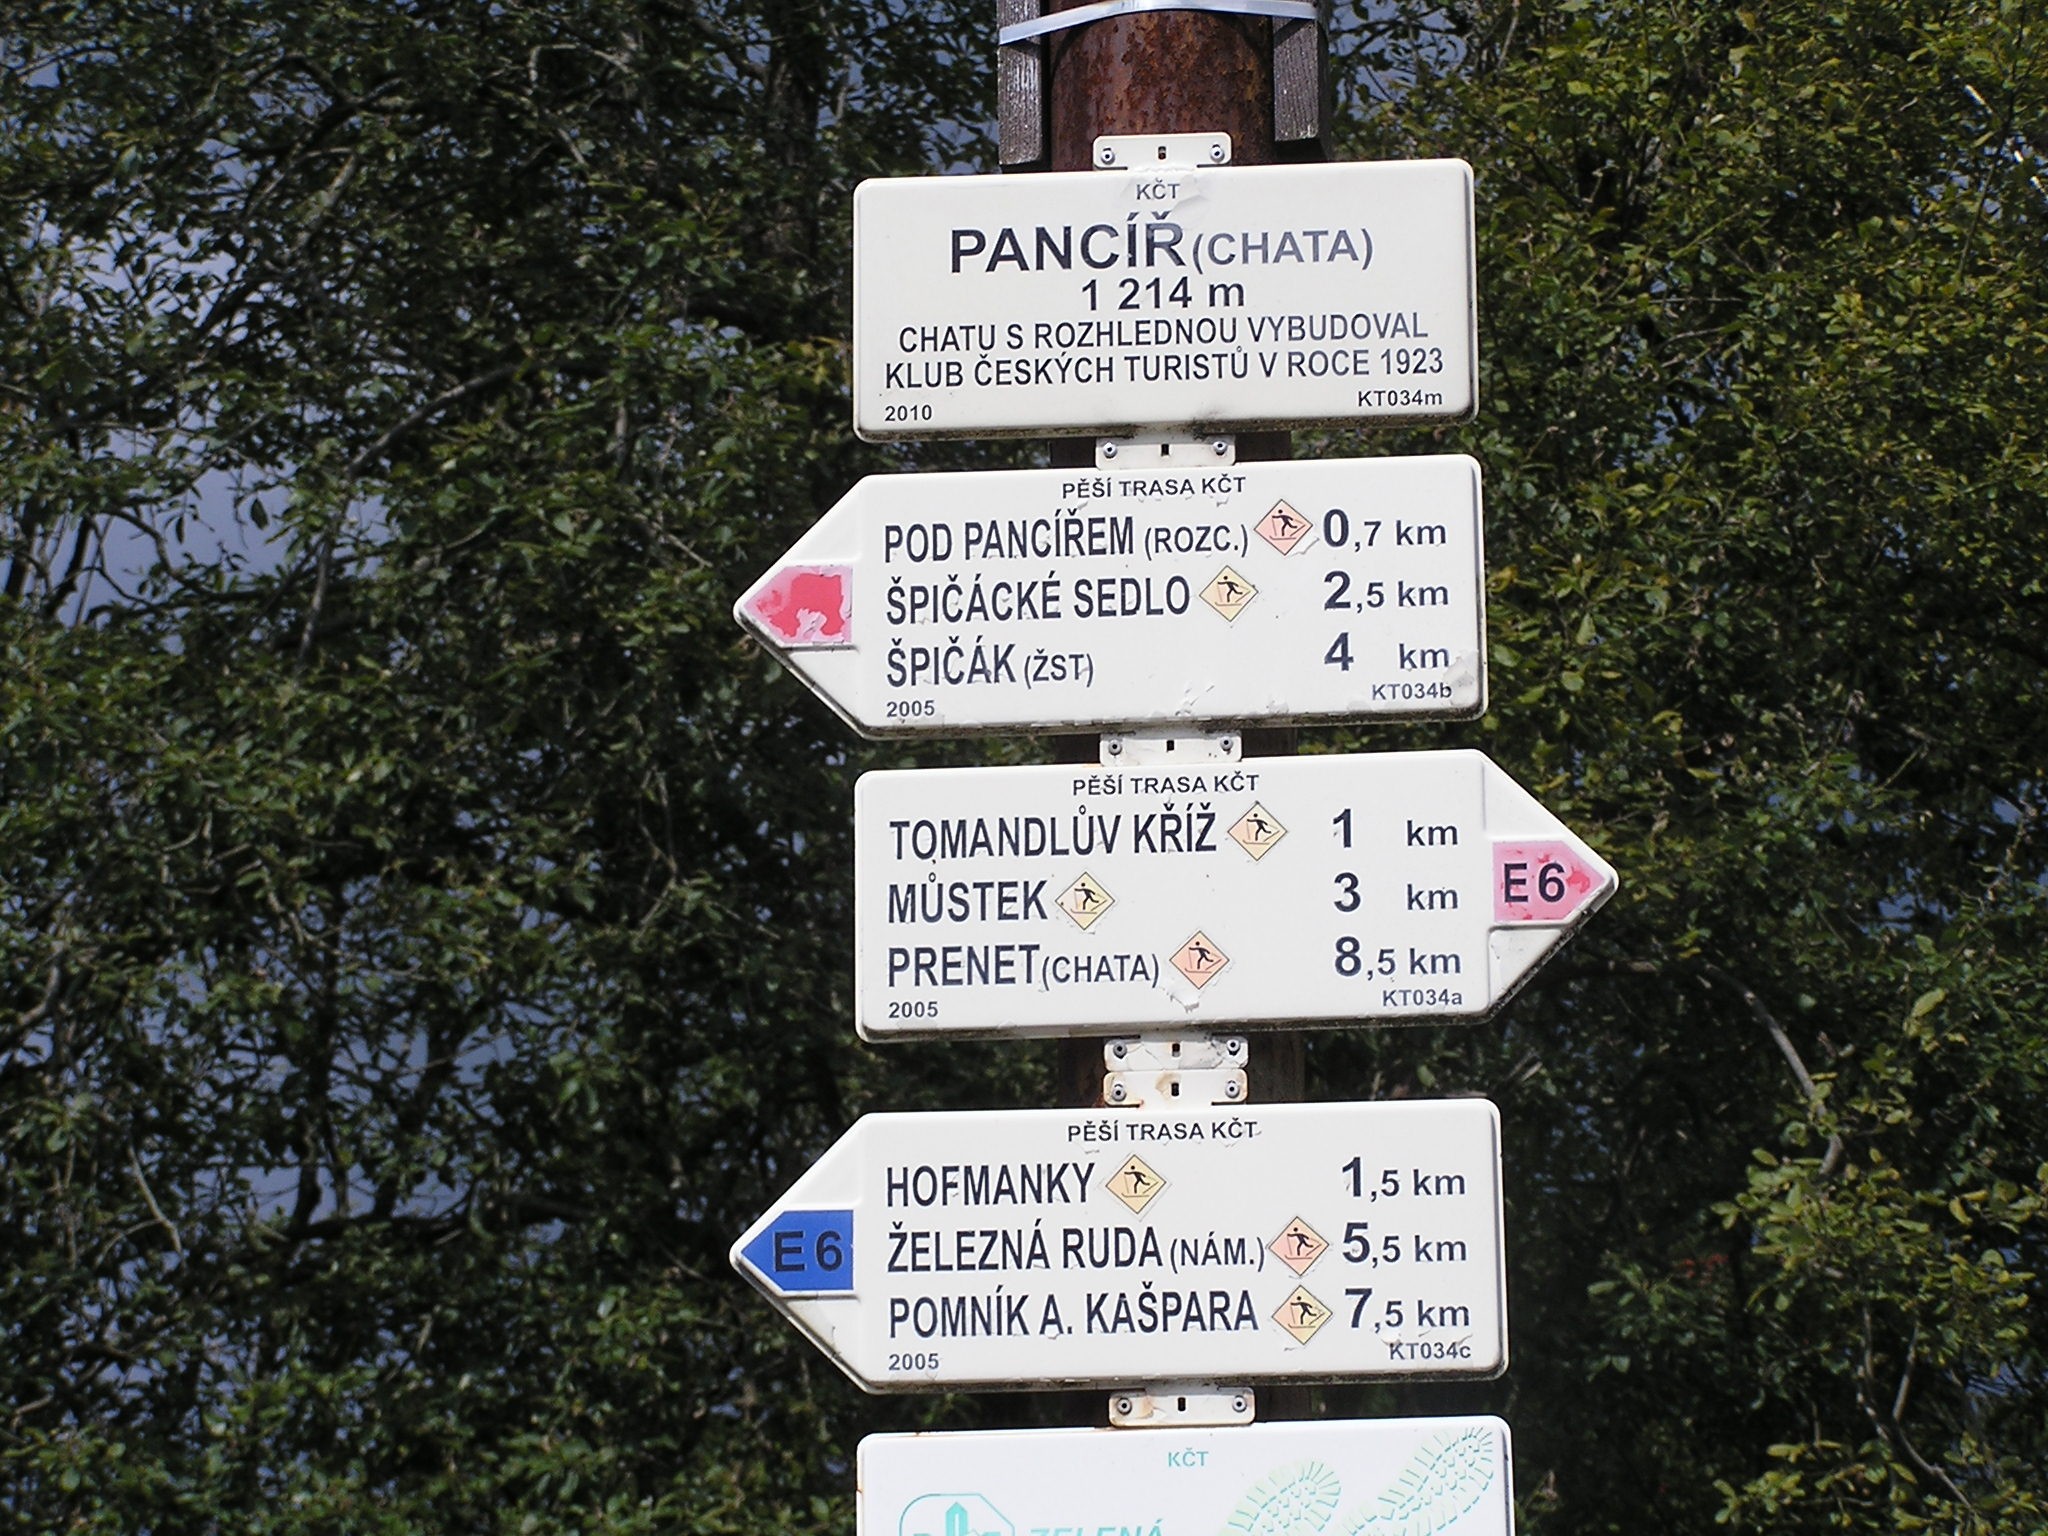 KČT
PANCÍŘ (CHATA)
1 214 m
CHATU S ROZHLEDNOU VYBUDOVAL
KLUB ČESKÝCH TURISTŮ V ROCE 1923
2010 KT034m
PĚŠÍ TRASA KČT
POD PANCÍŘEM (ROZC.) 0,7 km
ŠPIČÁCKÉ SEDLO 2,5 km
ŠPIČÁK (ŽST) 4 km
2005 KT034b
PĚŠÍ TRASA KČT
TOMANDLŮV KŘÍŽ 1 km
MŮSTEK 3 km
E6
PRENET (CHATA) 8,5 km
2005 KT034a
PĚŠÍ TRASA KČT
HOFMANKY 1,5 km
E6
ŽELEZNÁ RUDA (NÁM.) 5,5 km
POMNÍK A. KAŠPARA 7,5 km
2005 KT034c
KČT
ZELENÁ